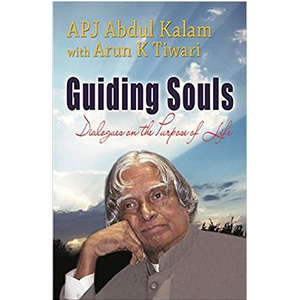 APJ Abdul Kalam
with Arun K Tiwari
Guiding Souls
Dialogues on the Purpose of Life